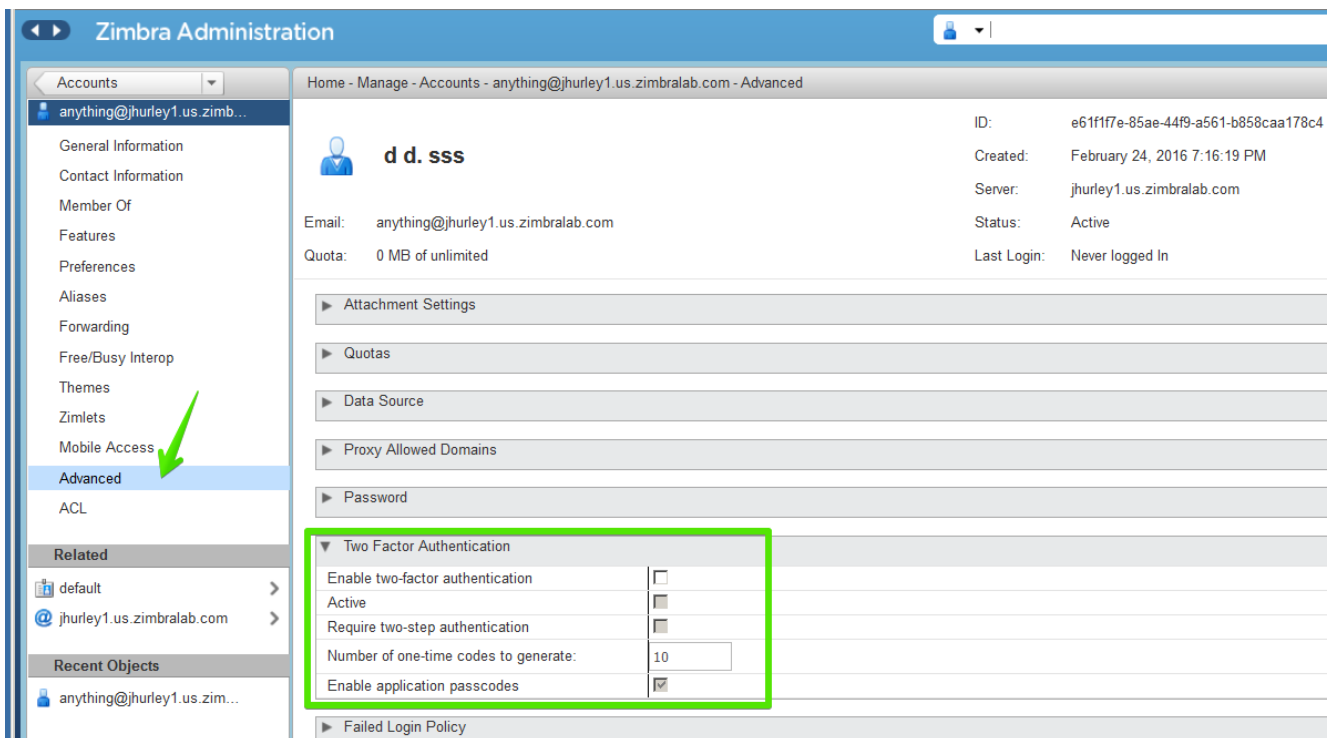 Zimbra Administration
Accounts
Home - Manage - Accounts - anything@jhurley1.us.zimbralab.com - Advanced
anything@jhurley1.us.zimb...
General Information
Contact Information
Member Of
Features
Preferences
Aliases
Forwarding
Free/Busy Interop
Themes
Zimlets
Mobile Access
Advanced
ACL
Related
default
jhurley1.us.zimbralab.com
Recent Objects
anything@jhurley1.us.zim...
d d. sss
ID: e61f1f7e-85ae-44f9-a561-b858caa178c4
Created: February 24, 2016 7:16:19 PM
Server: jhurley1.us.zimbralab.com
Email: anything@jhurley1.us.zimbralab.com
Status: Active
Quota: 0 MB of unlimited
Last Login: Never logged In
Attachment Settings
Quotas
Data Source
Proxy Allowed Domains
Password
Two Factor Authentication
Enable two-factor authentication
Active
Require two-step authentication
Number of one-time codes to generate: 10
Enable application passcodes
Failed Login Policy